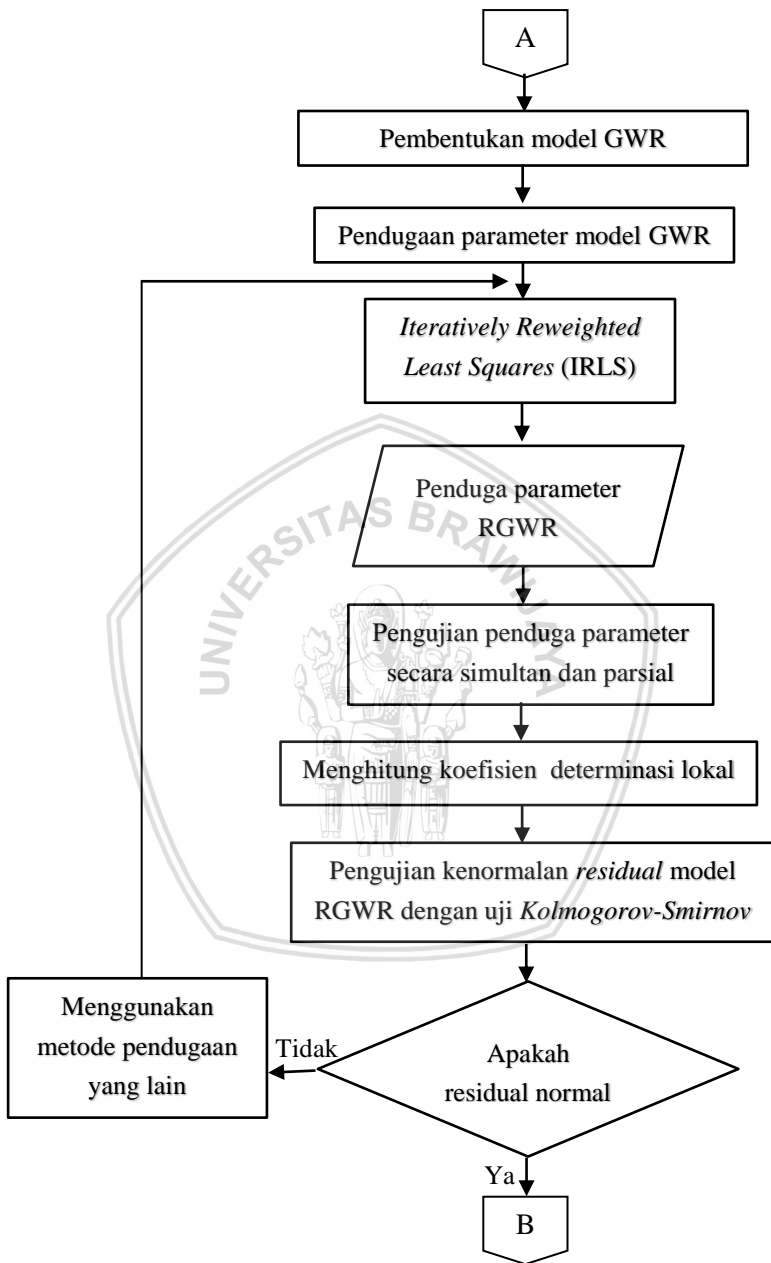 A
Pembentukan model GWR
Pendugaan parameter model GWR
Iteratively Reweighted
Least Squares (IRLS)
Penduga parameter
RGWR
UNIVERSITAS BRAWIJAYA
Pengujian penduga parameter
secara simultan dan parsial
Menghitung koefisien determinasi lokal
Pengujian kenormalan residual model
RGWR dengan uji Kolmogorov-Smirnov
Menggunakan
metode pendugaan
yang lain
Tidak
Apakah
residual normal
Ya
B